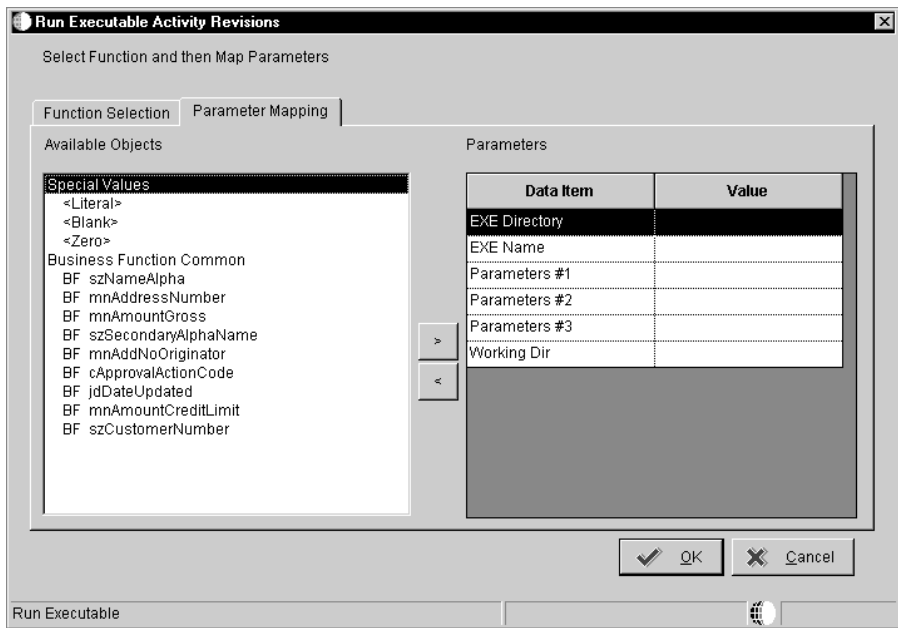 Run Executable Activity Revisions
Select Function and then Map Parameters
Function Selection
Parameter Mapping
Available Objects
Special Values
<Literal>
<Blank>
<Zero>
Business Function Common
BF szNameAlpha
BF mnAddressNumber
BF mnAmountGross
BF szSecondaryAlphaName
BF mnAddNoOriginator
BF cApprovalActionCode
BF jdDateUpdated
BF mnAmountCreditLimit
BF szCustomerNumber
>
<
Parameters
Data Item Value
EXE Directory
EXE Name
Parameters #1
Parameters #2
Parameters #3
Working Dir
OK
Cancel
Run Executable